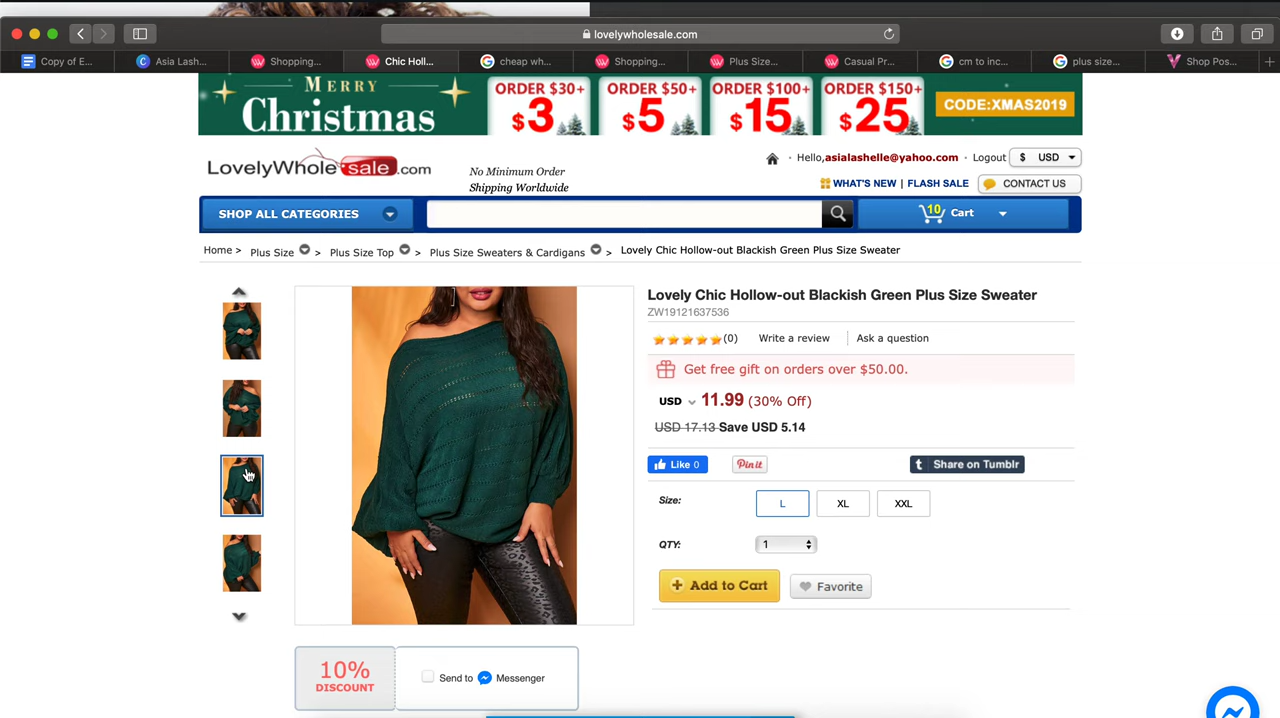 lovelywholesale.com
Copy of E...
Asia Lash...
Shopping...
Chic Holl...
cheap wh...
Shopping...
Plus Size...
Casual Pr...
cm to inc...
plus size...
Shop Pos...
MERRY
Christmas
ORDER $30+
$3
ORDER $50+
$5
ORDER $100+
$15
ORDER $150+
$25
CODE:XMAS2019
LovelyWholesale.com
No Minimum Order
Shipping Worldwide
Hello,asialashelle@yahoo.com
Logout
$ USD
WHAT'S NEW | FLASH SALE
CONTACT US
SHOP ALL CATEGORIES
10 Cart
Home > Plus Size > Plus Size Top > Plus Size Sweaters & Cardigans > Lovely Chic Hollow-out Blackish Green Plus Size Sweater
Lovely Chic Hollow-out Blackish Green Plus Size Sweater
ZW19121637536
(0) Write a review Ask a question
Get free gift on orders over $50.00.
USD 11.99 (30% Off)
USD 17.13 Save USD 5.14
Like 0
Pin it
t Share on Tumblr
Size: L XL XXL
QTY: 1
+ Add to Cart
Favorite
10%
DISCOUNT
Send to Messenger